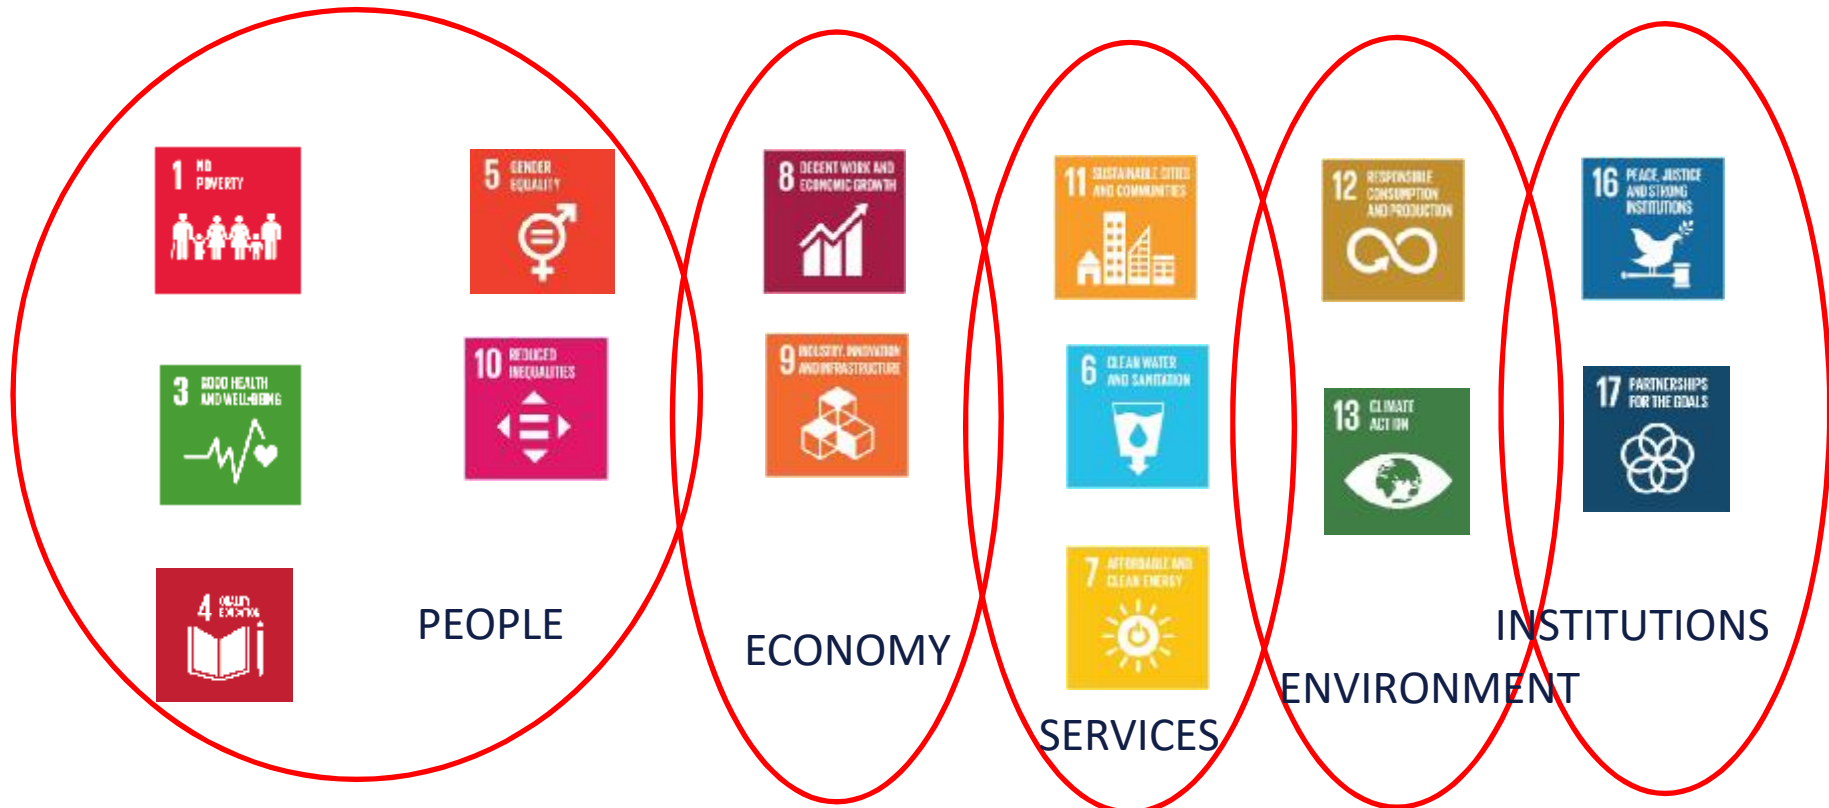 1 NO
POVERTY
5 GENDER
EQUALITY
3 GOOD HEALTH
AND WELL-BEING
10 REDUCED
INEQUALITIES
4 QUALITY
EDUCATION
PEOPLE
8 DECENT WORK AND
ECONOMIC GROWTH
9 INDUSTRY, INNOVATION
AND INFRASTRUCTURE
ECONOMY
11 SUSTAINABLE CITIES
AND COMMUNITIES
6 CLEAN WATER
AND SANITATION
7 AFFORDABLE AND
CLEAN ENERGY
SERVICES
12 RESPONSIBLE
CONSUMPTION
AND PRODUCTION
13 CLIMATE
ACTION
ENVIRONMENT
16 PEACE, JUSTICE
AND STRONG
INSTITUTIONS
17 PARTNERSHIPS
FOR THE GOALS
INSTITUTIONS